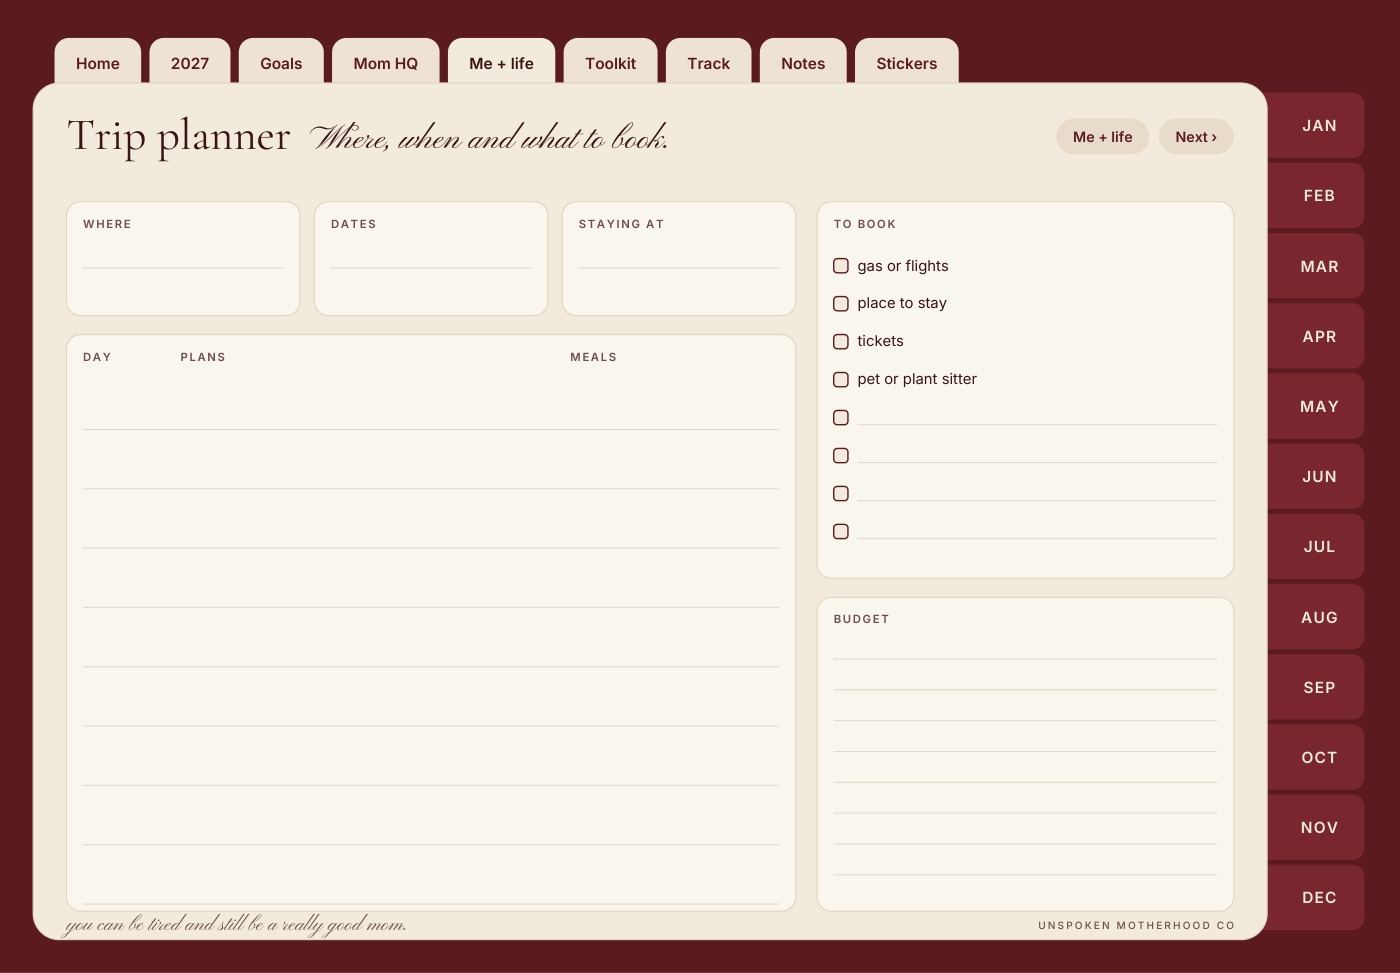 Home 2027 Goals Mom HQ Me + life Toolkit Track Notes Stickers
Trip planner Where, when and what to book.
Me + life Next ›
WHERE DATES STAYING AT
DAY PLANS MEALS
TO BOOK
gas or flights
place to stay
tickets
pet or plant sitter
BUDGET
JAN
FEB
MAR
APR
MAY
JUN
JUL
AUG
SEP
OCT
NOV
DEC
you can be tired and still be a really good mom.
UNSPOKEN MOTHERHOOD CO